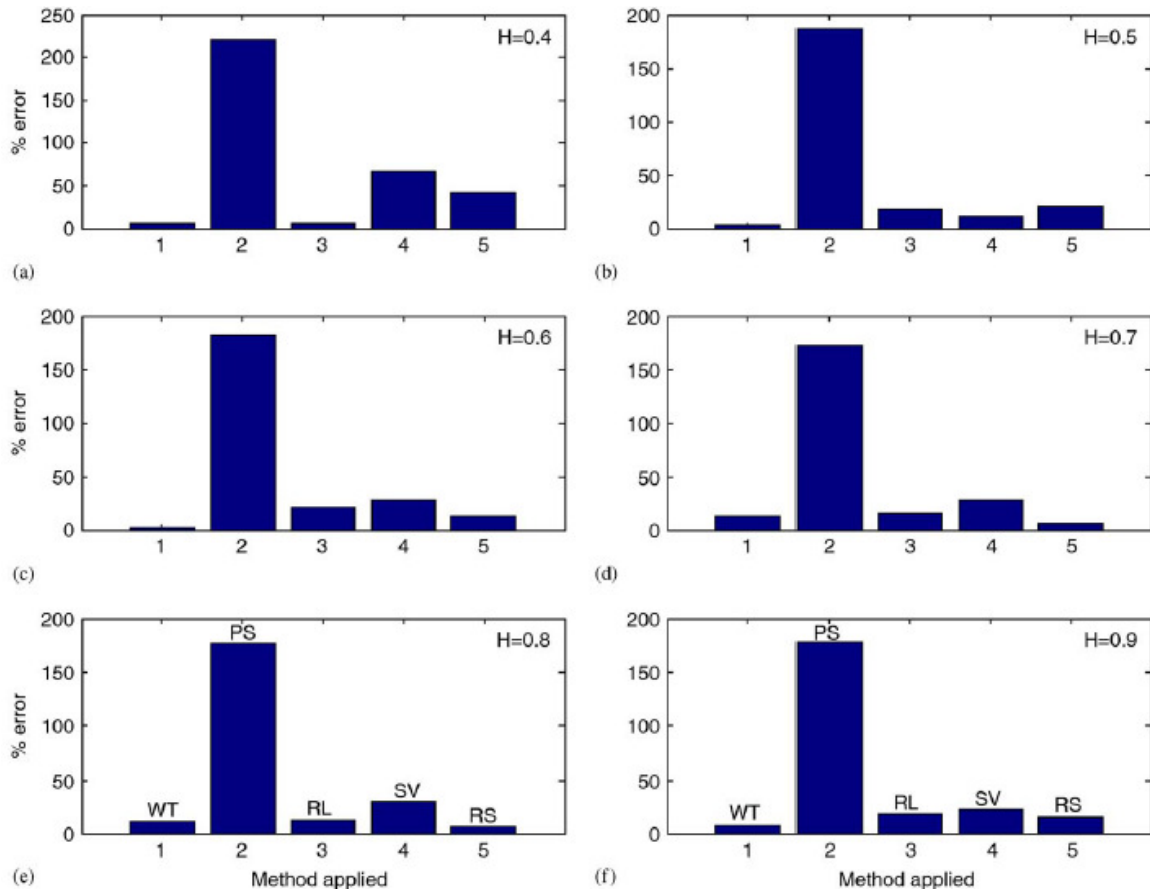 250
200
150
100
50
0
% error
H=0.4
1 2 3 4 5
(a)
200
150
100
50
0
H=0.5
1 2 3 4 5
(b)
200
150
100
50
0
% error
H=0.6
1 2 3 4 5
(c)
200
150
100
50
0
H=0.7
1 2 3 4 5
(d)
200
150
100
50
0
% error
H=0.8
WT PS RL SV RS
1 2 3 4 5
(e)
Method applied
200
150
100
50
0
H=0.9
WT PS RL SV RS
1 2 3 4 5
(f)
Method applied